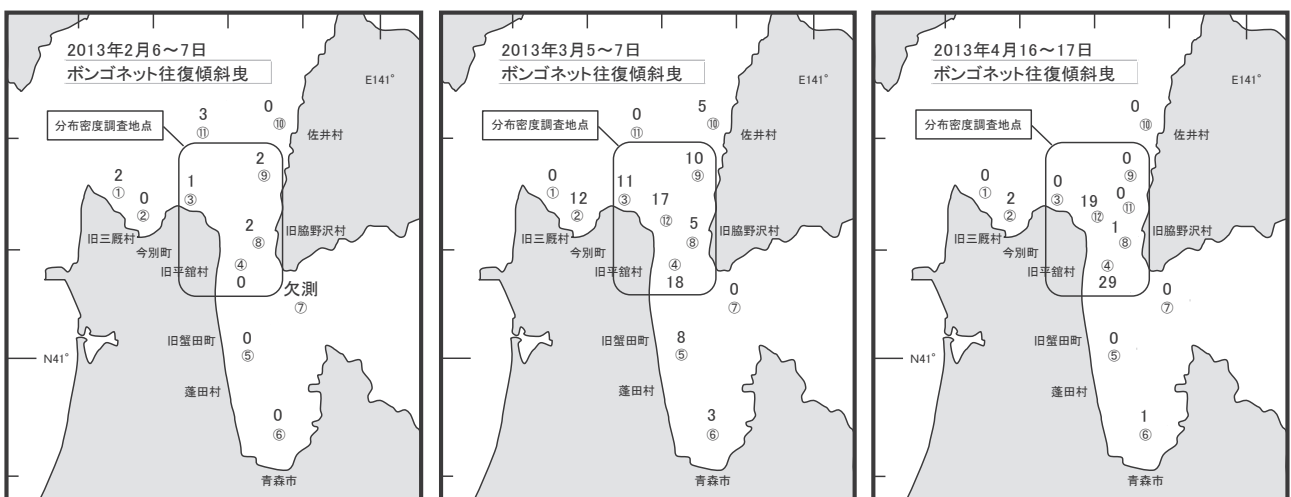 2013年2月6～7日
ボンゴネット往復傾斜曳
E141°
0
⑩
3
⑪
分布密度調査地点
佐井村
2
⑨
2
①
0
②
1
③
2
⑧
旧脇野沢村
旧三厩村
今別町
旧平舘村
④
0
欠測
⑦
旧蟹田町
0
⑤
N41°
蓬田村
0
⑥
青森市
2013年3月5～7日
ボンゴネット往復傾斜曳
E141°
5
⑩
0
⑪
分布密度調査地点
佐井村
10
⑨
0
①
12
②
11
③
17
⑫
5
⑧
旧脇野沢村
旧三厩村
今別町
旧平舘村
④
18
0
⑦
旧蟹田町
8
⑤
蓬田村
3
⑥
青森市
2013年4月16～17日
ボンゴネット往復傾斜曳
E141°
0
⑩
分布密度調査地点
佐井村
0
⑨
0
①
2
②
0
③
19
⑫
0
⑪
1
⑧
旧脇野沢村
旧三厩村
今別町
旧平舘村
④
29
0
⑦
旧蟹田町
0
⑤
N41°
蓬田村
1
⑥
青森市